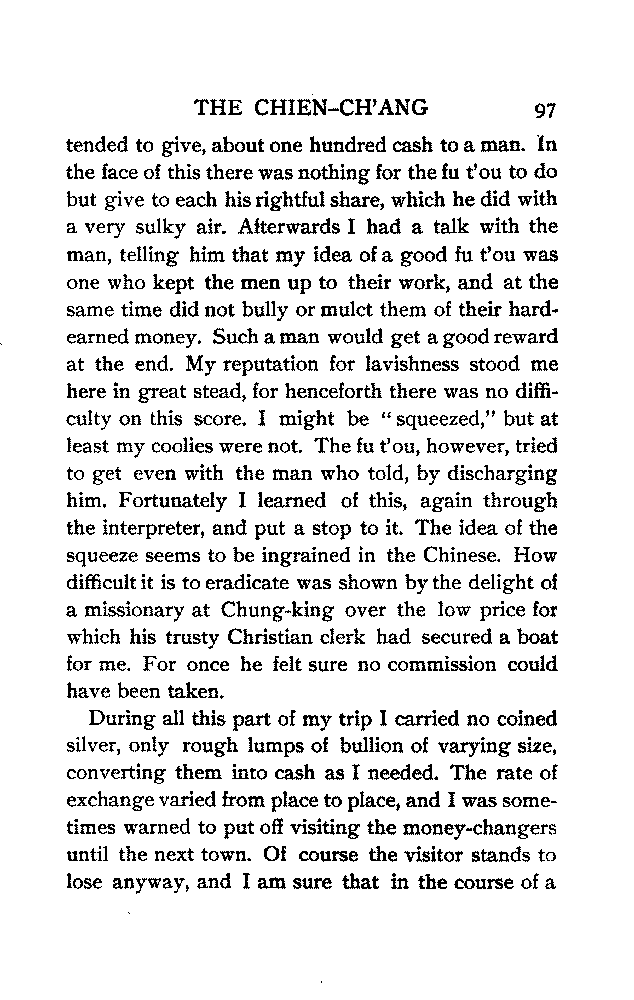 THE CHIEN-CH'ANG 97
tended to give, about one hundred cash to a man. In
the face of this there was nothing for the fu t'ou to do
but give to each his rightful share, which he did with
a very sulky air. Afterwards I had a talk with the
man, telling him that my idea of a good fu t'ou was
one who kept the men up to their work, and at the
same time did not bully or mulct them of their hard-
earned money. Such a man would get a good reward
at the end. My reputation for lavishness stood me
here in great stead, for henceforth there was no diffi-
culty on this score. I might be "squeezed," but at
least my coolies were not. The fu t'ou, however, tried
to get even with the man who told, by discharging
him. Fortunately I learned of this, again through
the interpreter, and put a stop to it. The idea of the
squeeze seems to be ingrained in the Chinese. How
difficult it is to eradicate was shown by the delight of
a missionary at Chung-king over the low price for
which his trusty Christian clerk had secured a boat
for me. For once he felt sure no commission could
have been taken.
During all this part of my trip I carried no coined
silver, only rough lumps of bullion of varying size,
converting them into cash as I needed. The rate of
exchange varied from place to place, and I was some-
times warned to put off visiting the money-changers
until the next town. Of course the visitor stands to
lose anyway, and I am sure that in the course of a